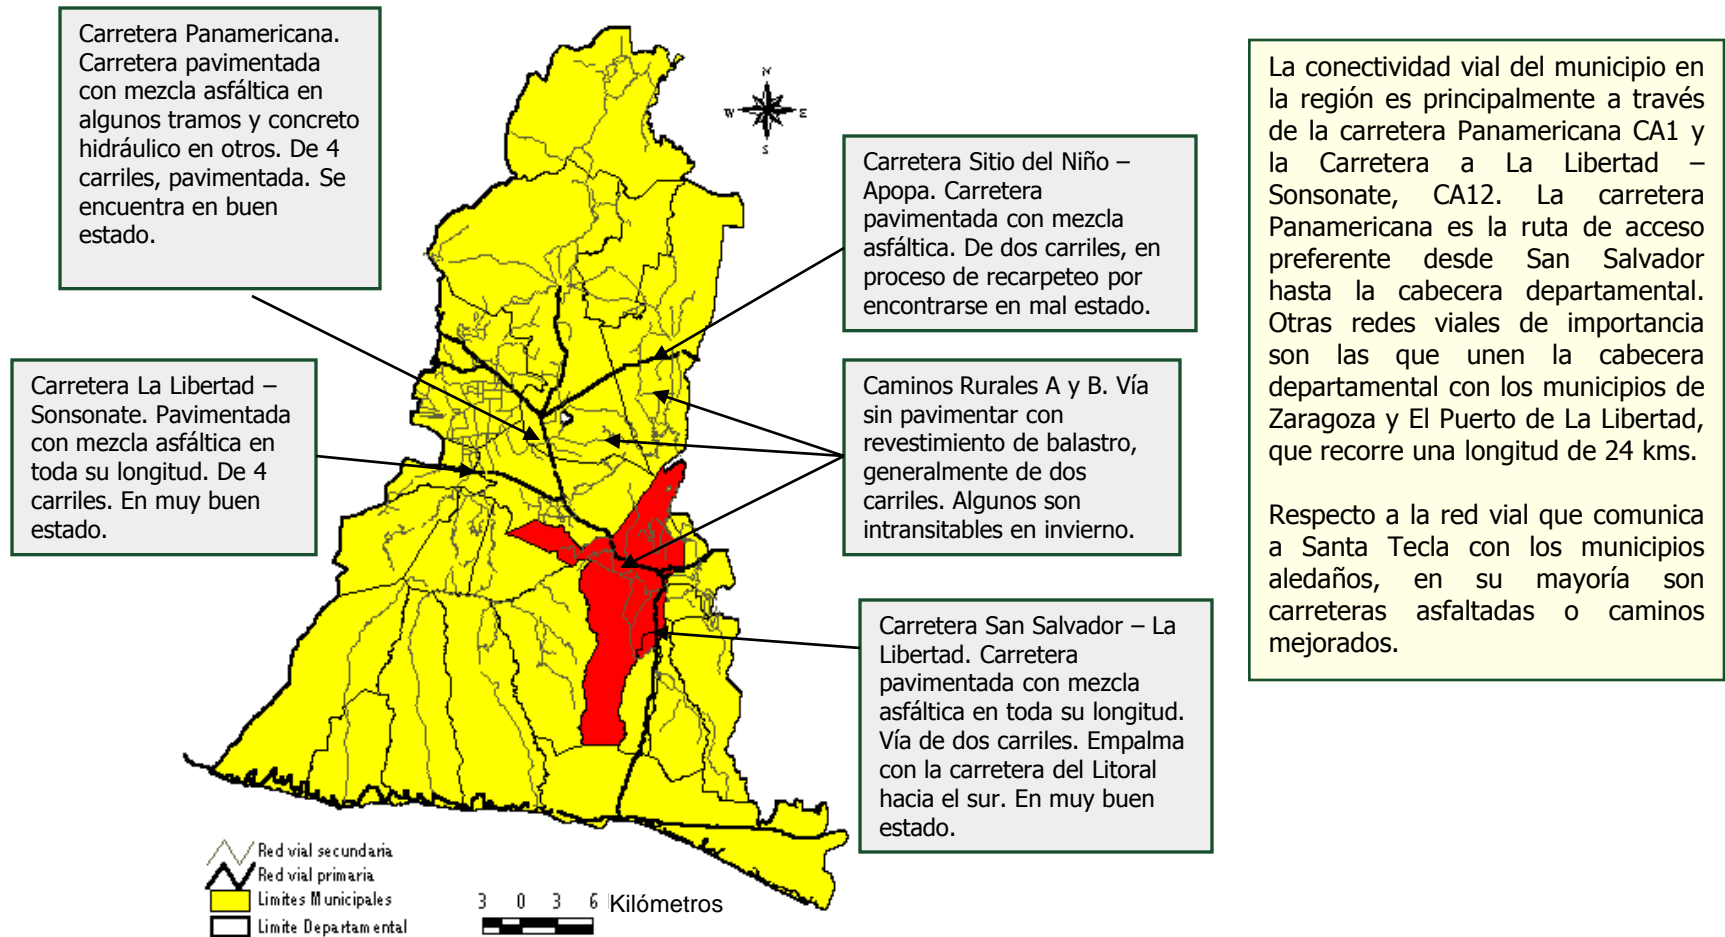 Carretera Panamericana.
Carretera pavimentada
con mezcla asfáltica en
algunos tramos y concreto
hidráulico en otros. De 4
carriles, pavimentada. Se
encuentra en buen
estado.
N
W
E
S
Carretera Sitio del Niño –
Apopa. Carretera
pavimentada con mezcla
asfáltica. De dos carriles, en
proceso de recarpeteo por
encontrarse en mal estado.
Carretera La Libertad –
Sonsonate. Pavimentada
con mezcla asfáltica en
toda su longitud. De 4
carriles. En muy buen
estado.
Caminos Rurales A y B. Vía
sin pavimentar con
revestimiento de balastro,
generalmente de dos
carriles. Algunos son
intransitables en invierno.
Carretera San Salvador – La
Libertad. Carretera
pavimentada con mezcla
asfáltica en toda su longitud.
Vía de dos carriles. Empalma
con la carretera del Litoral
hacia el sur. En muy buen
estado.
La conectividad vial del municipio en
la región es principalmente a través
de la carretera Panamericana CA1 y
la Carretera a La Libertad –
Sonsonate, CA12. La carretera
Panamericana es la ruta de acceso
preferente desde San Salvador
hasta la cabecera departamental.
Otras redes viales de importancia
son las que unen la cabecera
departamental con los municipios de
Zaragoza y El Puerto de La Libertad,
que recorre una longitud de 24 kms.
Respecto a la red vial que comunica
a Santa Tecla con los municipios
aledaños, en su mayoría son
carreteras asfaltadas o caminos
mejorados.
Red vial secundaria
Red vial primaria
Limites Municipales
Limite Departamental
3 0 3 6 Kilómetros